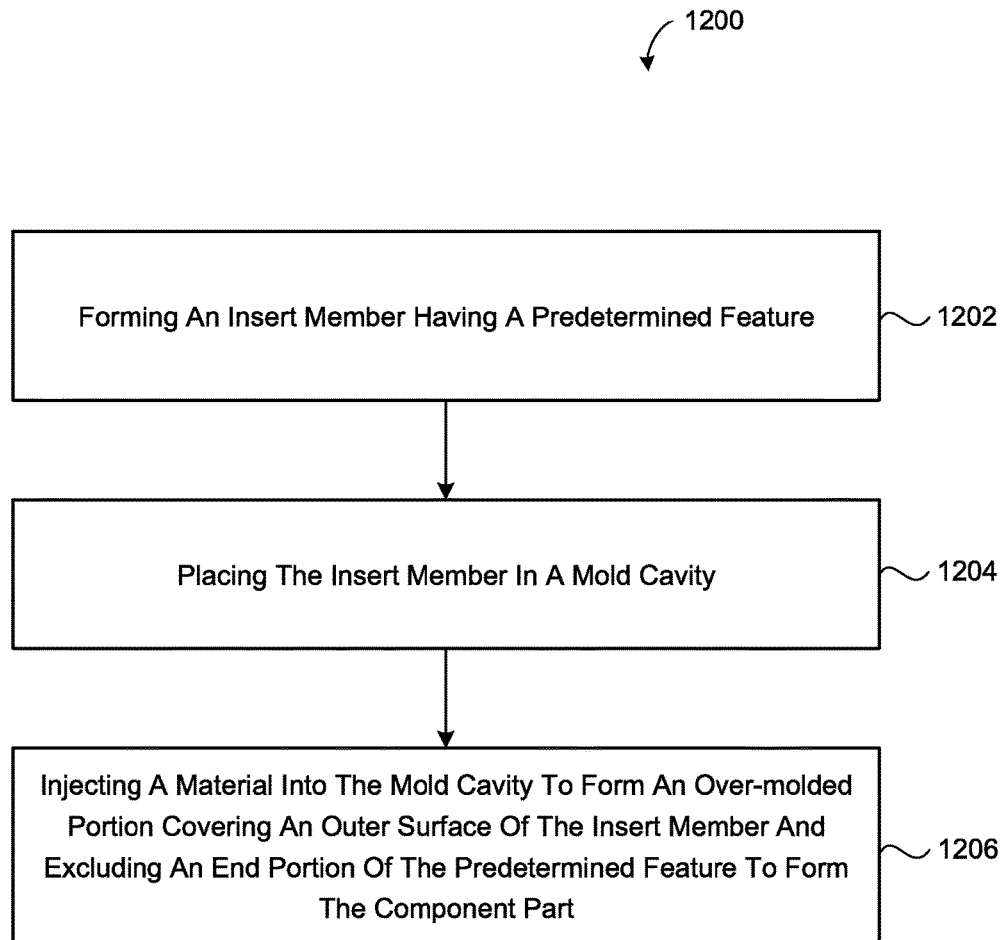 1200
Forming An Insert Member Having A Predetermined Feature
1202
Placing The Insert Member In A Mold Cavity
1204
Injecting A Material Into The Mold Cavity To Form An Over-molded
Portion Covering An Outer Surface Of The Insert Member And
Excluding An End Portion Of The Predetermined Feature To Form
The Component Part
1206